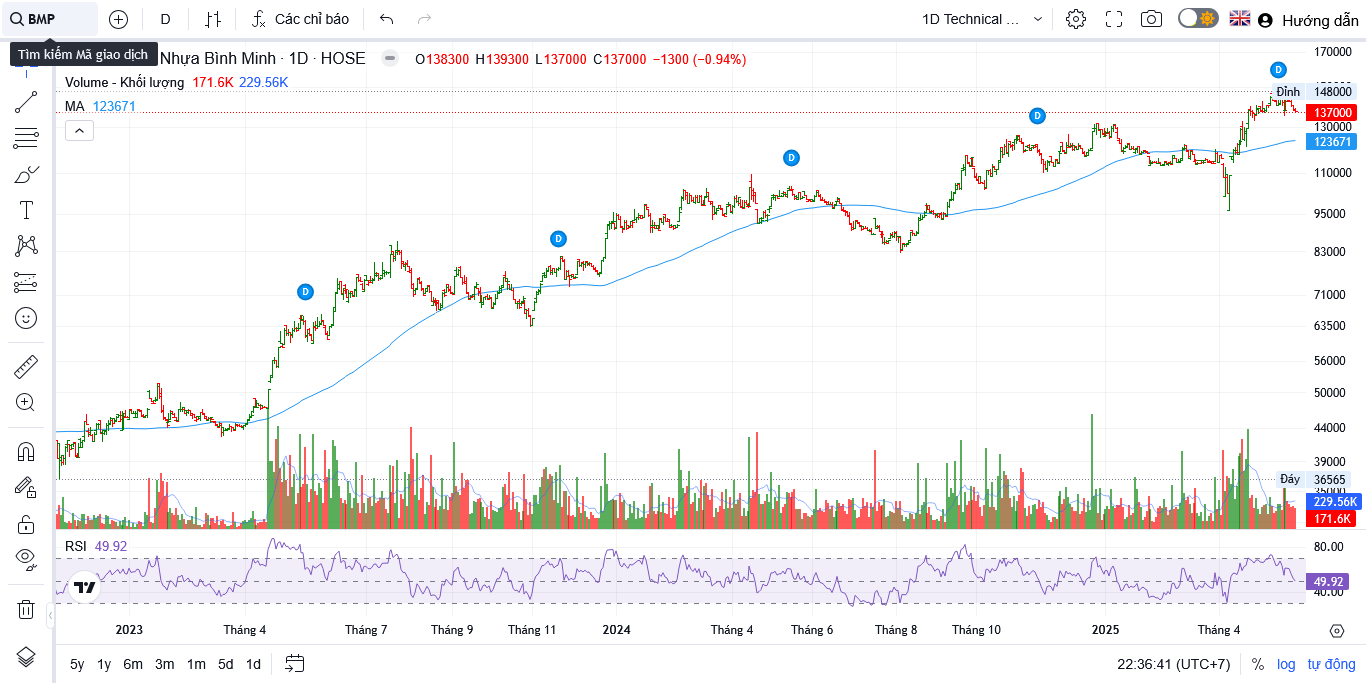 BMP D Các chỉ báo 1D Technical ... Hướng dẫn
Tìm kiếm Mã giao dịch
Nhựa Bình Minh · 1D · HOSE O138300 H139300 L137000 C137000 −1300 (−0.94%)
Volume - Khối lượng 171.6K 229.56K
MA 123671
D
D
D
D
D
170000
Đỉnh 148000
137000
130000
123671
110000
95000
83000
71000
63500
56000
50000
44000
39000
Đáy 36565
35000
229.56K
171.6K
RSI 49.92
80.00
49.92
40.00
2023 Tháng 4 Tháng 7 Tháng 9 Tháng 11 2024 Tháng 4 Tháng 6 Tháng 8 Tháng 10 2025 Tháng 4
5y 1y 6m 3m 1m 5d 1d 22:36:41 (UTC+7) % log tự động